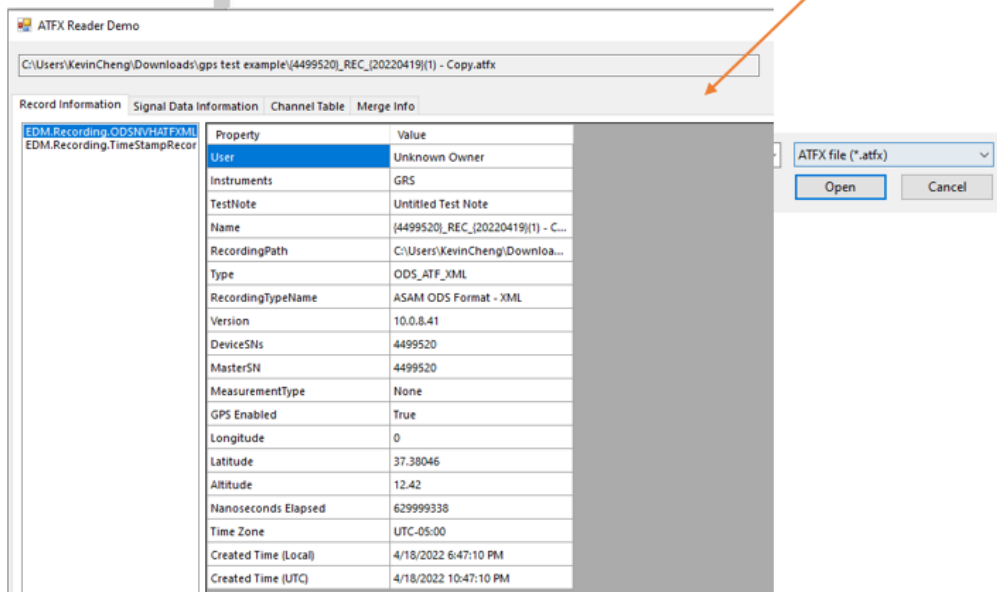 ATFX Reader Demo
C:\Users\KevinCheng\Downloads\gps test example\{4499520}_REC_{20220419}(1) - Copy.atfx
Record Information Signal Data Information Channel Table Merge Info
EDM.Recording.ODSNVHATFXML
EDM.Recording.TimeStampRecor
Property Value
User Unknown Owner
Instruments GRS
TestNote Untitled Test Note
Name {4499520}_REC_{20220419}(1) - C...
RecordingPath C:\Users\KevinCheng\Downloa...
Type ODS_ATF_XML
RecordingTypeName ASAM ODS Format - XML
Version 10.0.8.41
DeviceSNs 4499520
MasterSN 4499520
MeasurementType None
GPS Enabled True
Longitude 0
Latitude 37.38046
Altitude 12.42
Nanoseconds Elapsed 629999338
Time Zone UTC-05:00
Created Time (Local) 4/18/2022 6:47:10 PM
Created Time (UTC) 4/18/2022 10:47:10 PM
ATFX file (*.atfx)
Open Cancel